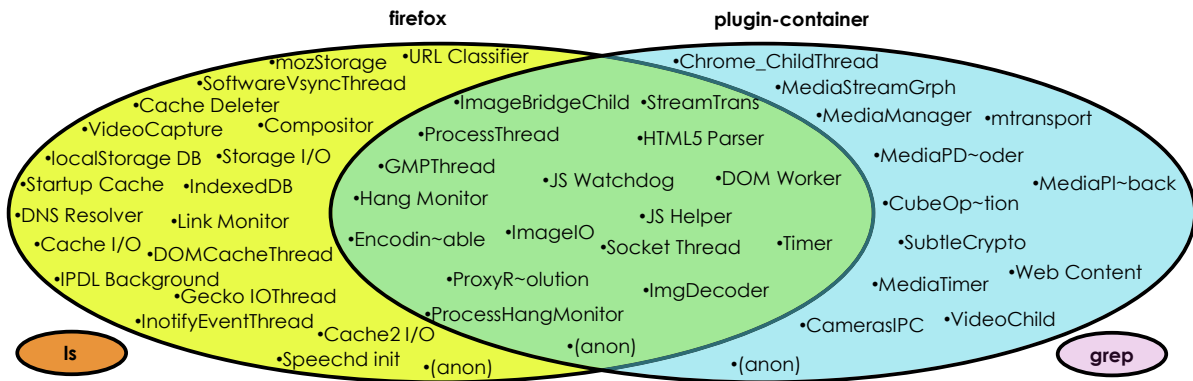 firefox
plugin-container
•mozStorage
•URL Classifier
•SoftwareVsyncThread
•Cache Deleter
•VideoCapture
•Compositor
•localStorage DB
•Storage I/O
•Startup Cache
•IndexedDB
•DNS Resolver
•Link Monitor
•Cache I/O
•DOMCacheThread
•IPDL Background
•Gecko IOThread
•InotifyEventThread
•Cache2 I/O
•Speechd init
•(anon)
•ImageBridgeChild
•StreamTrans
•ProcessThread
•HTML5 Parser
•GMPThread
•JS Watchdog
•DOM Worker
•Hang Monitor
•JS Helper
•Encodin~able
•ImageIO
•Socket Thread
•Timer
•ProxyR~olution
•ImgDecoder
•ProcessHangMonitor
•(anon)
•Chrome_ChildThread
•MediaStreamGrph
•MediaManager
•mtransport
•MediaPD~oder
•MediaPl~back
•CubeOp~tion
•SubtleCrypto
•Web Content
•MediaTimer
•CamerasIPC
•VideoChild
•(anon)
ls
grep